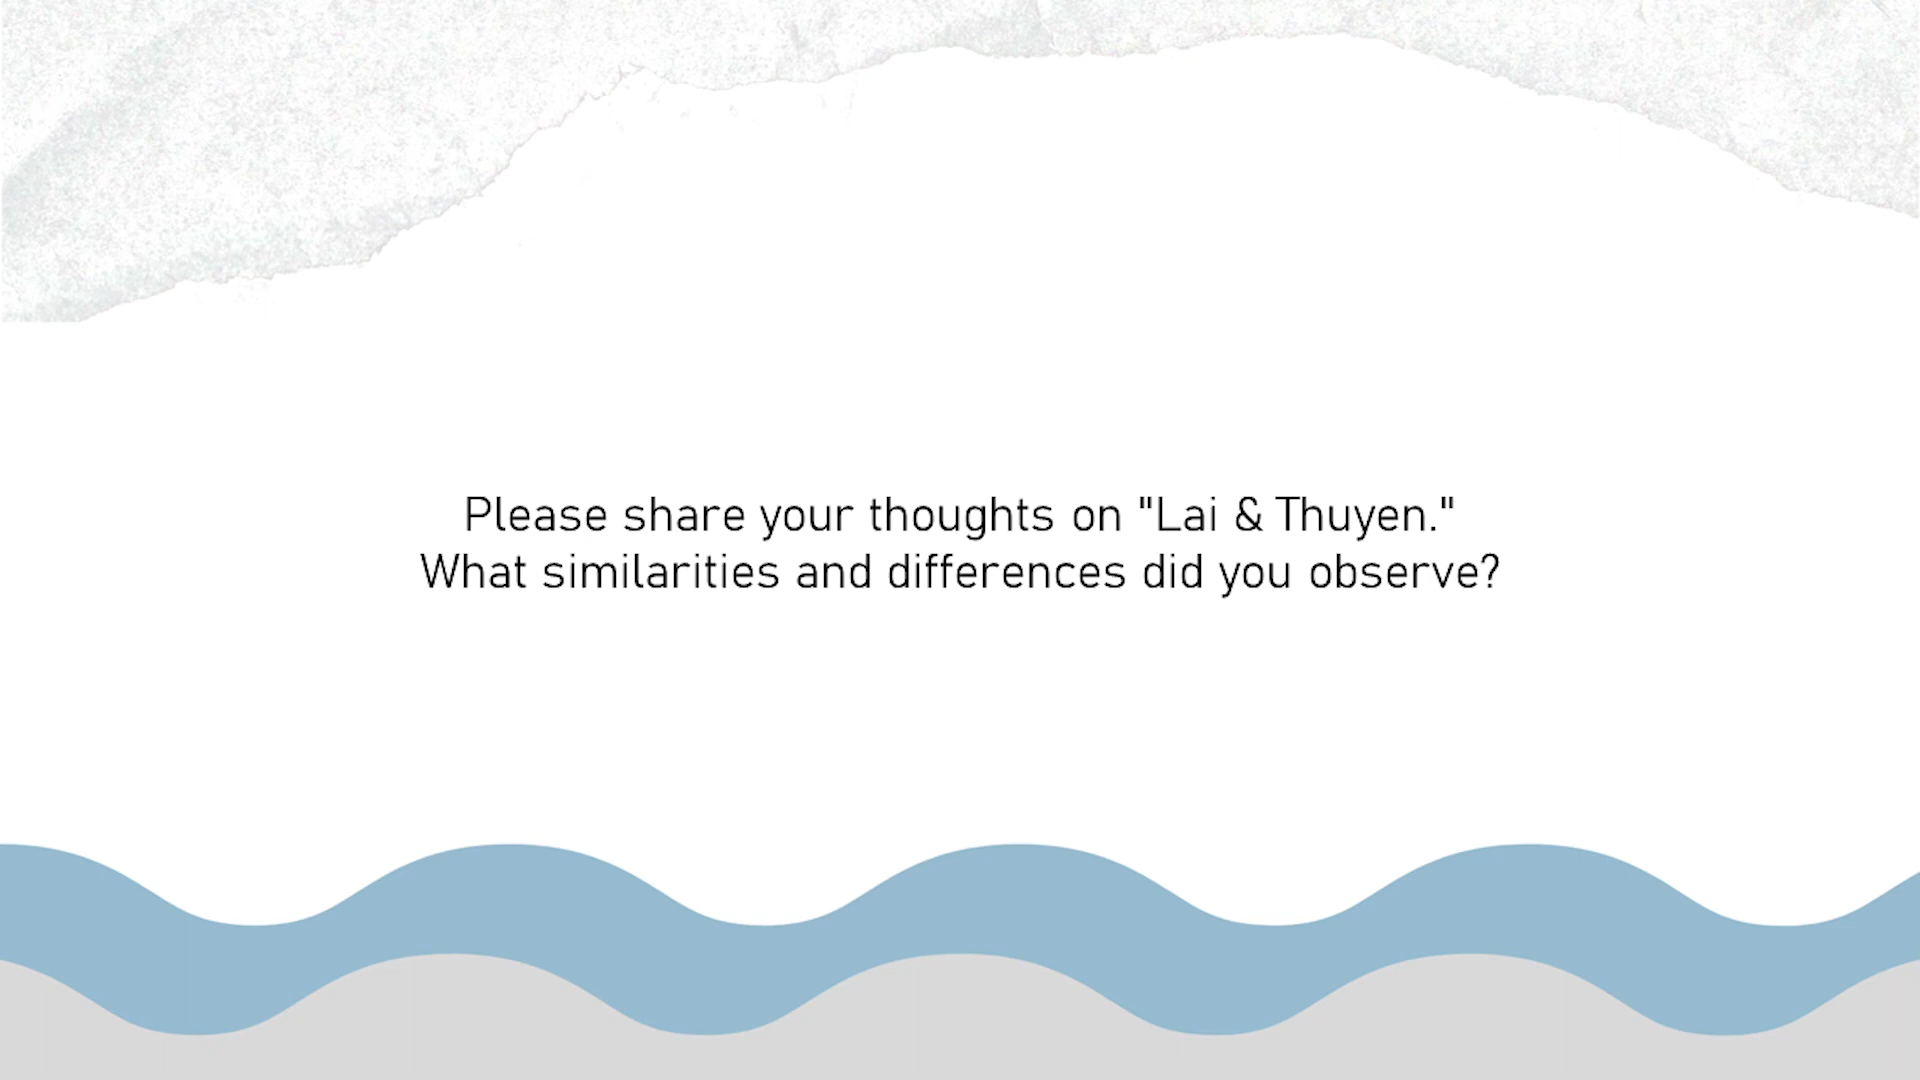 Please share your thoughts on "Lai & Thuyen."
What similarities and differences did you observe?